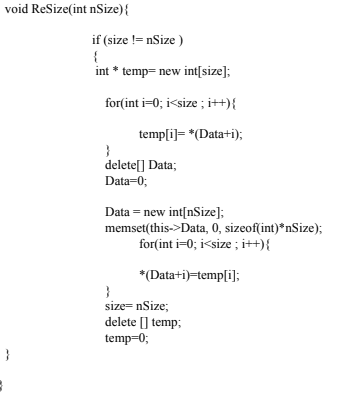 void ReSize(int nSize){
if (size != nSize )
{
int * temp= new int[size];
for(int i=0; i<size ; i++){
temp[i]= *(Data+i);
}
delete[] Data;
Data=0;
Data = new int[nSize];
memset(this->Data, 0, sizeof(int)*nSize);
for(int i=0; i<size ; i++){
*(Data+i)=temp[i];
}
size= nSize;
delete [] temp;
temp=0;
}
}